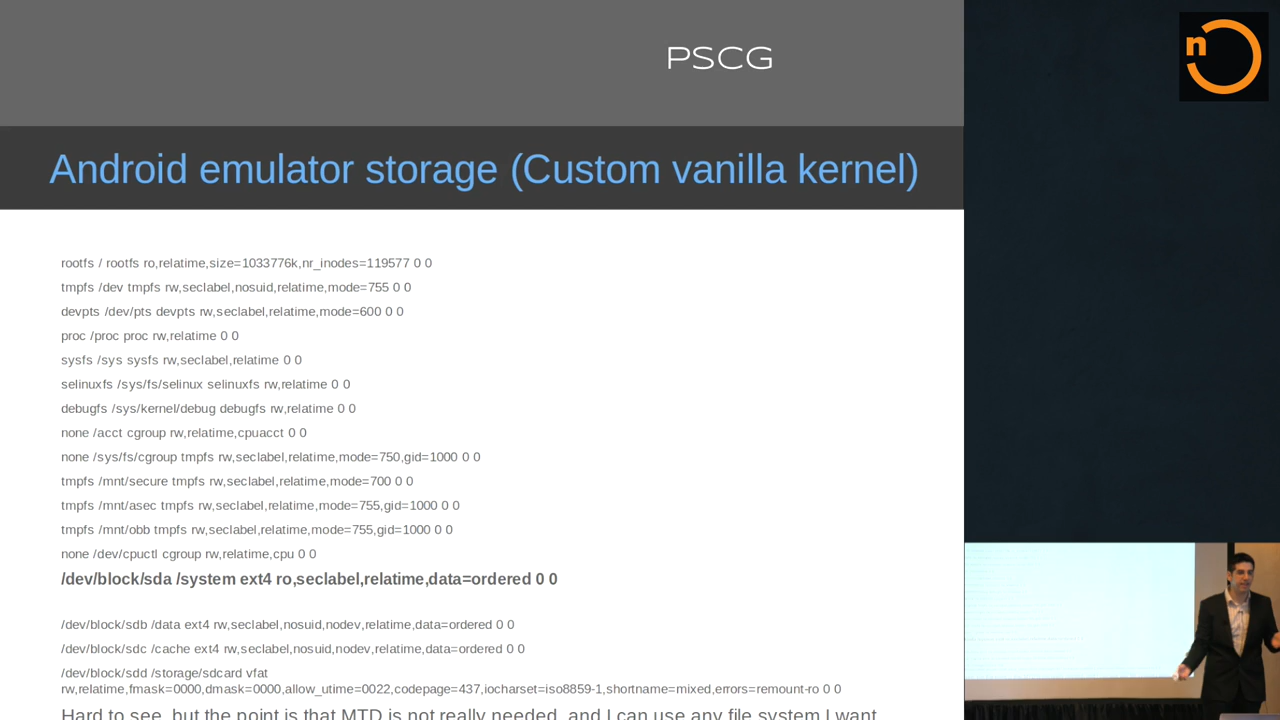 PSCG
n
Android emulator storage (Custom vanilla kernel)
rootfs / rootfs ro,relatime,size=1033776k,nr_inodes=119577 0 0
tmpfs /dev tmpfs rw,seclabel,nosuid,relatime,mode=755 0 0
devpts /dev/pts devpts rw,seclabel,relatime,mode=600 0 0
proc /proc proc rw,relatime 0 0
sysfs /sys sysfs rw,seclabel,relatime 0 0
selinuxfs /sys/fs/selinux selinuxfs rw,relatime 0 0
debugfs /sys/kernel/debug debugfs rw,relatime 0 0
none /acct cgroup rw,relatime,cpuacct 0 0
none /sys/fs/cgroup tmpfs rw,seclabel,relatime,mode=750,gid=1000 0 0
tmpfs /mnt/secure tmpfs rw,seclabel,relatime,mode=700 0 0
tmpfs /mnt/asec tmpfs rw,seclabel,relatime,mode=755,gid=1000 0 0
tmpfs /mnt/obb tmpfs rw,seclabel,relatime,mode=755,gid=1000 0 0
none /dev/cpuctl cgroup rw,relatime,cpu 0 0
/dev/block/sda /system ext4 ro,seclabel,relatime,data=ordered 0 0
/dev/block/sdb /data ext4 rw,seclabel,nosuid,nodev,relatime,data=ordered 0 0
/dev/block/sdc /cache ext4 rw,seclabel,nosuid,nodev,relatime,data=ordered 0 0
/dev/block/sdd /storage/sdcard vfat
rw,relatime,fmask=0000,dmask=0000,allow_utime=0022,codepage=437,iocharset=iso8859-1,shortname=mixed,errors=remount-ro 0 0
Hard to see, but the point is that MTD is not really needed, and I can use any file system I want